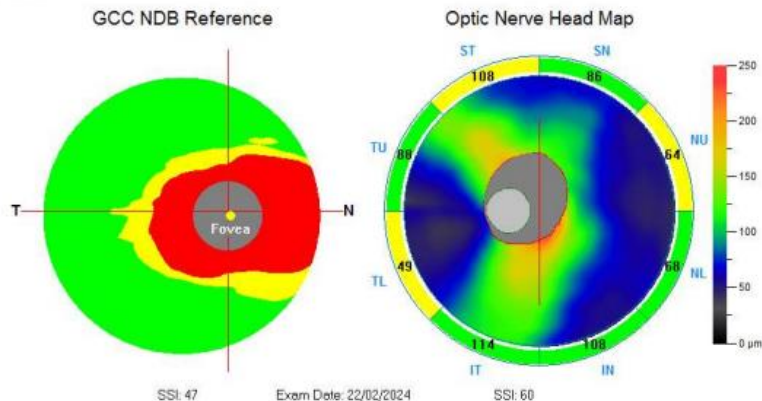 GCC NDB Reference
Optic Nerve Head Map
T
N
Fovea
ST
SN
TU
NU
TL
NL
IT
IN
108
86
88
64
49
68
114
108
250
200
150
100
50
0 µm
SSI: 47
Exam Date: 22/02/2024
SSI: 60